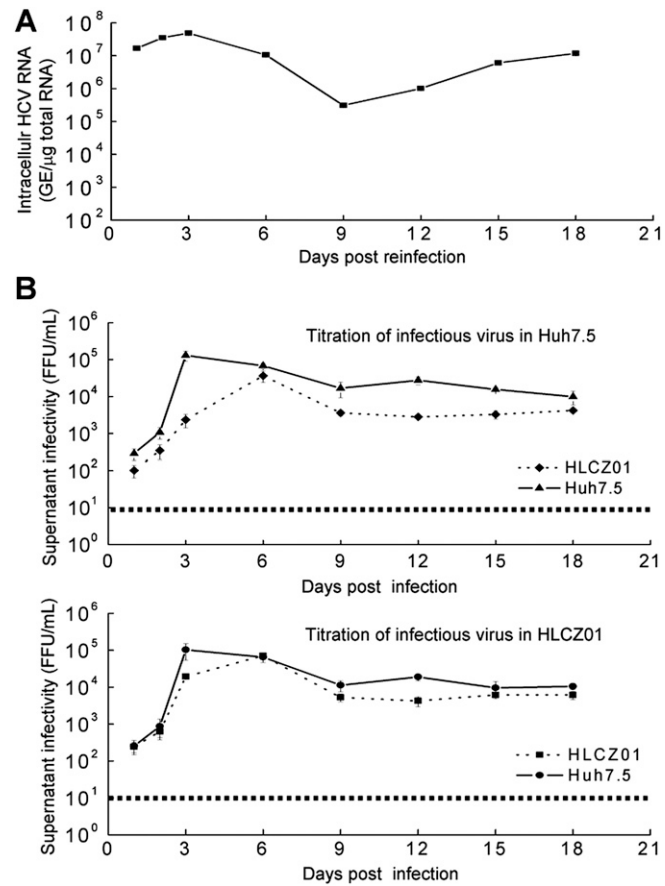 A
Intracellulr HCV RNA
(GE/μg total RNA)
10^8
10^7
10^6
10^5
10^4
10^3
10^2
0 3 6 9 12 15 18 21
Days post reinfection
B
Supernatant infectivity (FFU/mL)
10^6
10^5
10^4
10^3
10^2
10^1
10^0
Titration of infectious virus in Huh7.5
HLCZ01
Huh7.5
0 3 6 9 12 15 18 21
Days post infection
Supernatant infectivity (FFU/mL)
10^6
10^5
10^4
10^3
10^2
10^1
10^0
Titration of infectious virus in HLCZ01
HLCZ01
Huh7.5
0 3 6 9 12 15 18 21
Days post infection